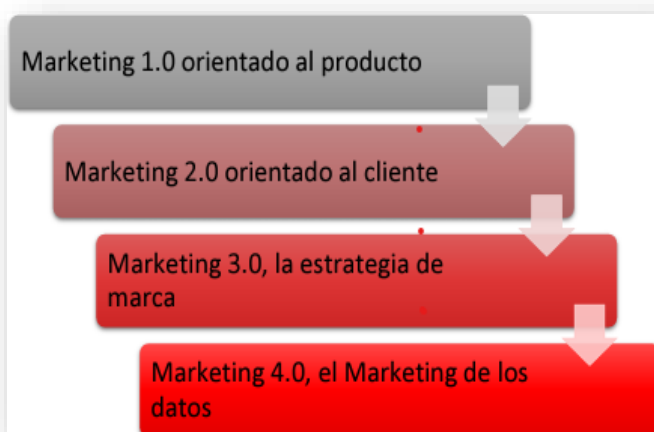 Marketing 1.0 orientado al producto
Marketing 2.0 orientado al cliente
Marketing 3.0, la estrategia de
marca
Marketing 4.0, el Marketing de los
datos